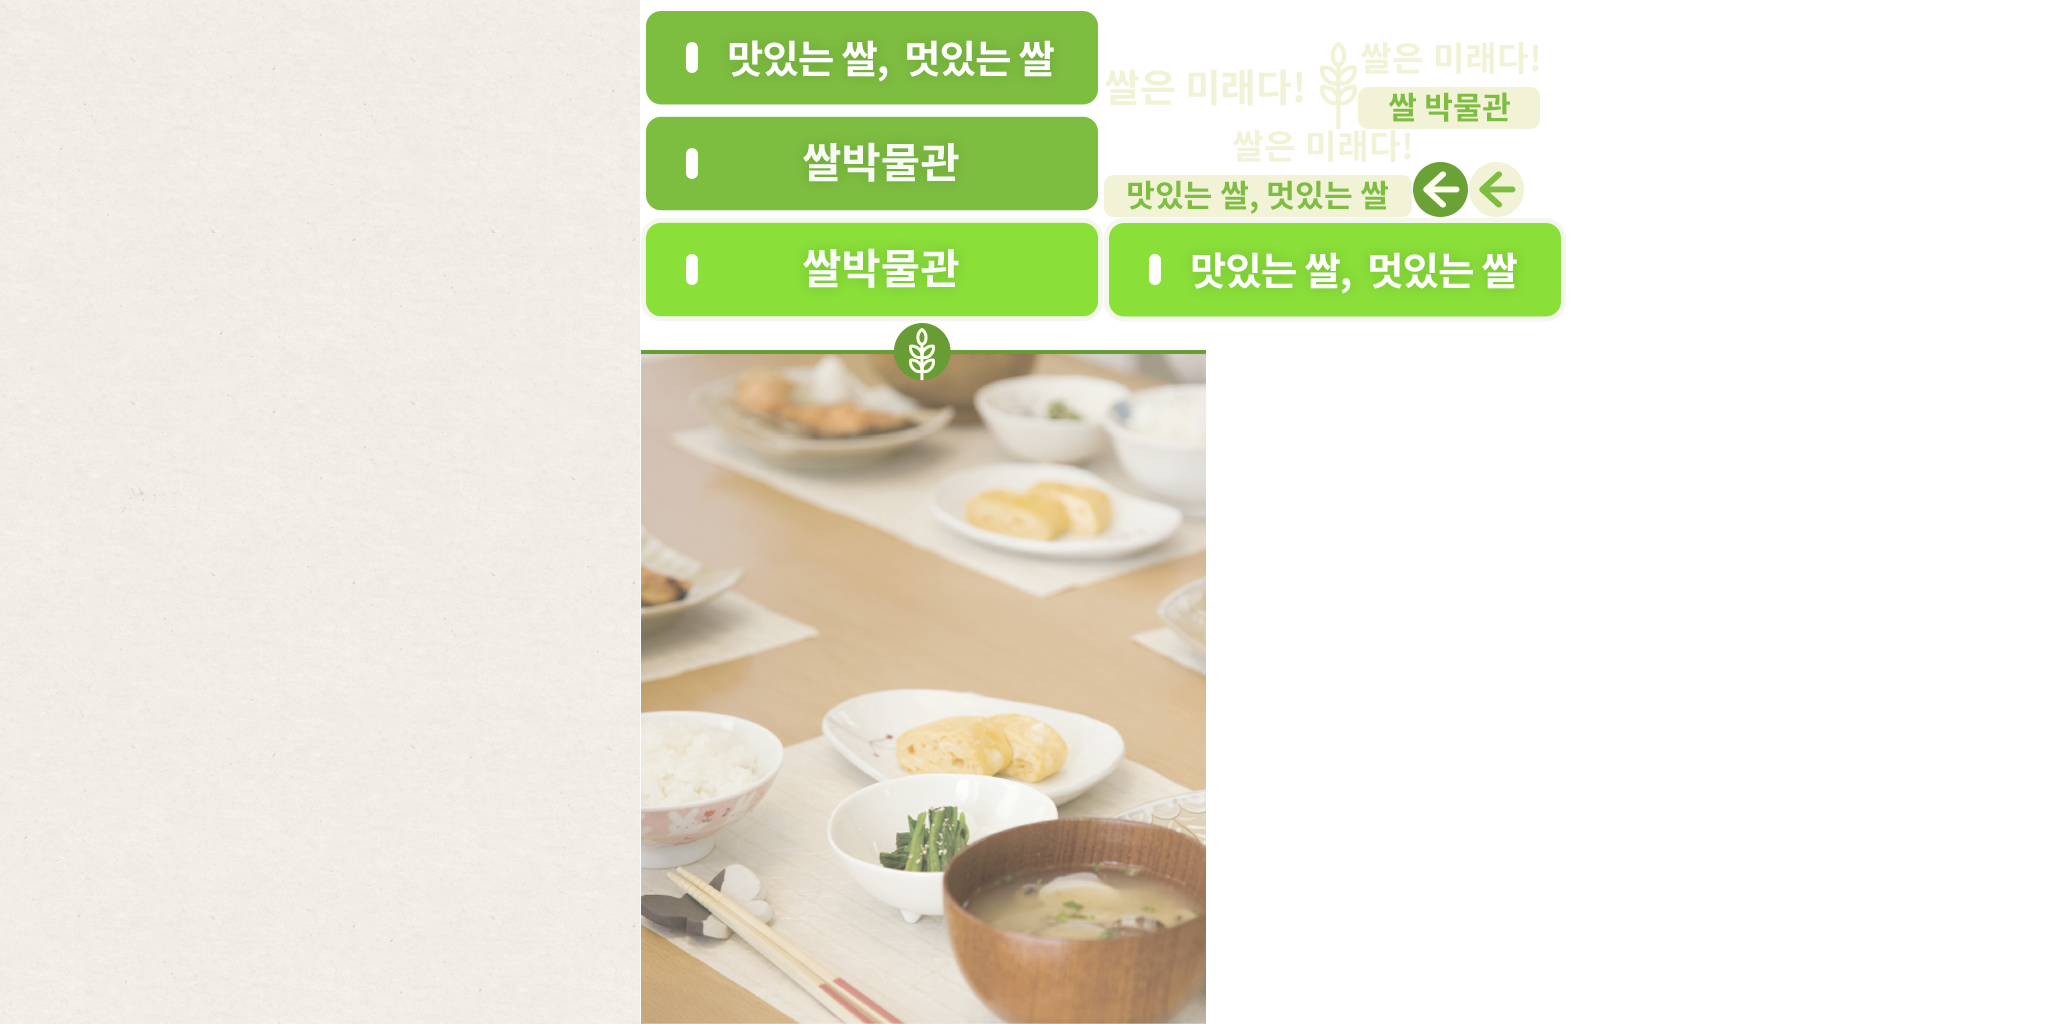 맛있는 쌀, 멋있는 쌀
쌀은 미래다!
쌀은 미래다!
쌀 박물관
쌀박물관
쌀은 미래다!
맛있는 쌀, 멋있는 쌀
쌀박물관
맛있는 쌀, 멋있는 쌀